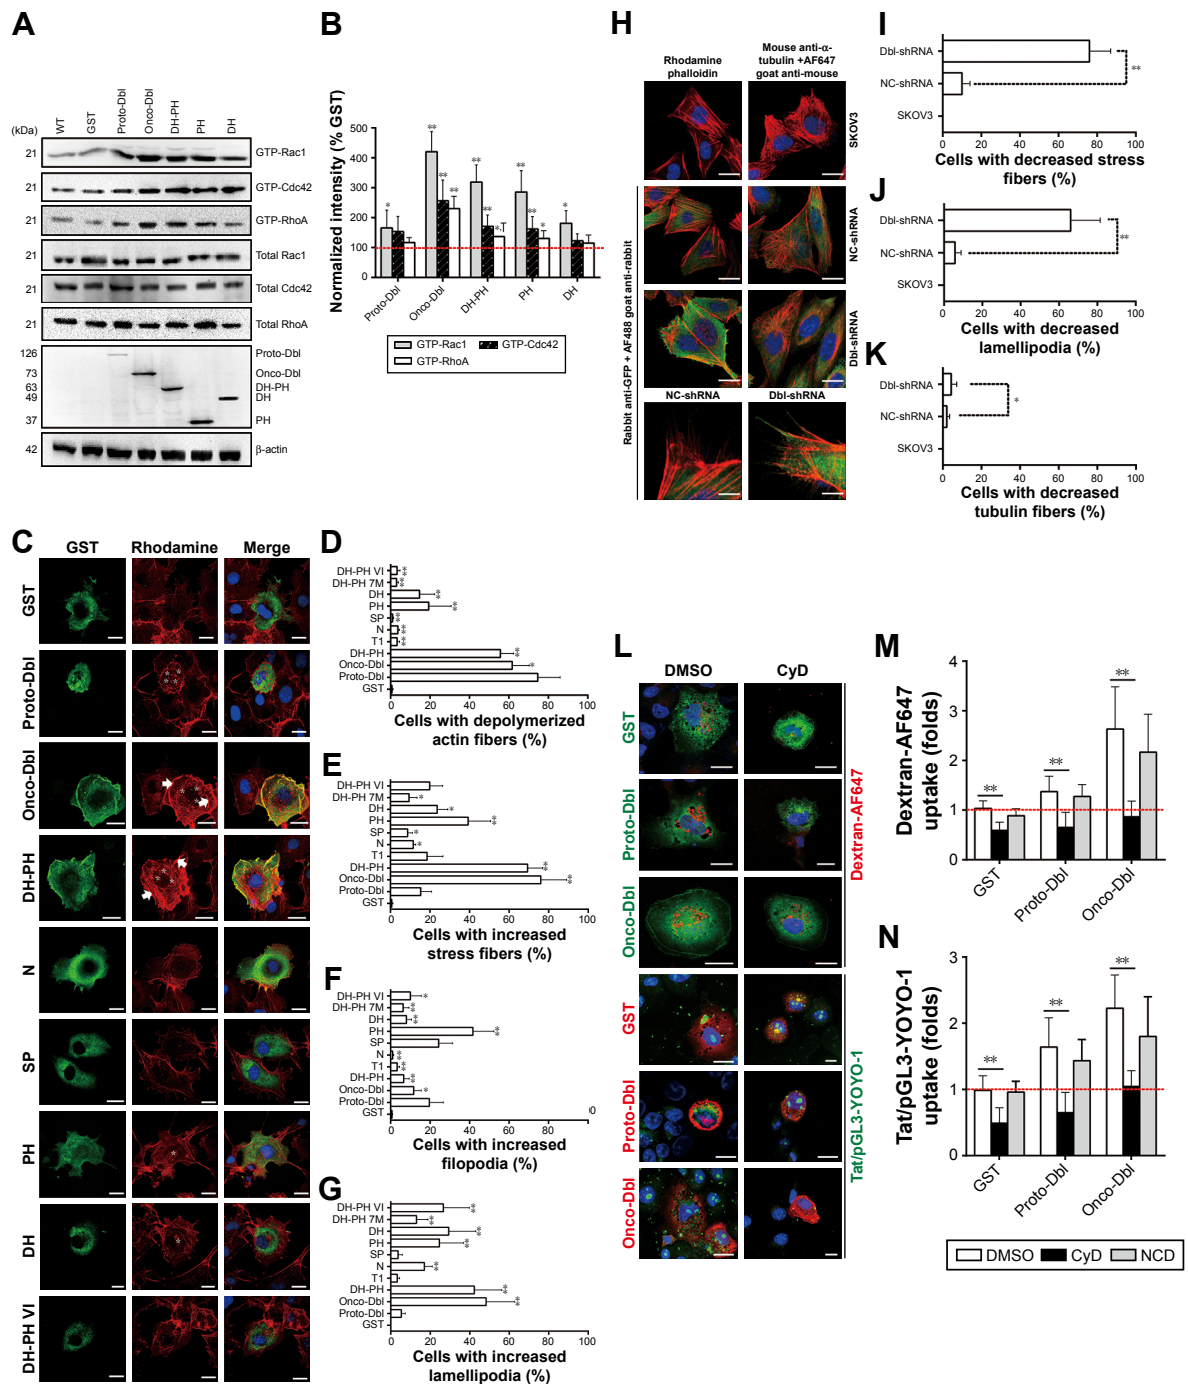 A
WT
GST
Proto-Dbl
Onco-Dbl
DH-PH
PH
DH
(kDa)
21 GTP-Rac1
21 GTP-Cdc42
21 GTP-RhoA
21 Total Rac1
21 Total Cdc42
21 Total RhoA
126 Proto-Dbl
73 Onco-Dbl
63 DH-PH
49 DH
37 PH
42 β-actin
B
Normalized intensity (% GST)
500
400
300
200
100
0
* ** ** ** ** ** *,† ** ** * *
Proto-Dbl
Onco-Dbl
DH-PH
PH
DH
GTP-Rac1 GTP-Cdc42
GTP-RhoA
C
GST Rhodamine Merge
GST
Proto-Dbl
Onco-Dbl
DH-PH
N
SP
PH
DH
DH-PH VI
D
DH-PH VI **
DH-PH 7M **
DH **
PH **
SP **
N **
T1 **
DH-PH **
Onco-Dbl *
Proto-Dbl
GST
0 20 40 60 80 100
Cells with depolymerized
actin fibers (%)
E
DH-PH VI
DH-PH 7M *
DH *
PH **
SP *
N *
T1
DH-PH **
Onco-Dbl **
Proto-Dbl
GST
0 20 40 60 80 100
Cells with increased
stress fibers (%)
F
DH-PH VI *
DH-PH 7M **
DH **
PH **
SP
N **
T1 **
DH-PH **
Onco-Dbl *
Proto-Dbl
GST
0 20 40 60 80 100
Cells with increased
filopodia (%)
G
DH-PH VI **
DH-PH 7M **
DH **
PH **
SP
N **
T1
DH-PH **
Onco-Dbl **
Proto-Dbl
GST
0 20 40 60 80 100
Cells with increased
lamellipodia (%)
H
Rhodamine
phalloidin
Mouse anti-α-
tubulin +AF647
goat anti-mouse
SKOV3
NC-shRNA
Dbl-shRNA
Rabbit anti-GFP + AF488 goat anti-rabbit
NC-shRNA Dbl-shRNA
I
Dbl-shRNA
NC-shRNA
SKOV3
**
0 20 40 60 80 100
Cells with decreased stress
fibers (%)
J
Dbl-shRNA
NC-shRNA
SKOV3
**
0 20 40 60 80 100
Cells with decreased
lamellipodia (%)
K
Dbl-shRNA
NC-shRNA
SKOV3
*
0 20 40 60 80 100
Cells with decreased
tubulin fibers (%)
L
DMSO CyD
GST
Proto-Dbl
Onco-Dbl
Dextran-AF647
GST
Proto-Dbl
Onco-Dbl
Tat/pGL3-YOYO-1
M
Dextran-AF647
uptake (folds)
4
3
2
1
0
** ** **
GST
Proto-Dbl
Onco-Dbl
N
Tat/pGL3-YOYO-1
uptake (folds)
3
2
1
0
** ** **
GST
Proto-Dbl
Onco-Dbl
DMSO CyD NCD